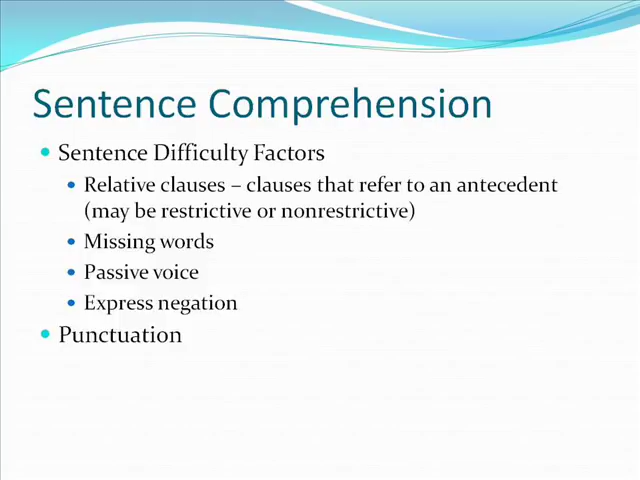 Sentence Comprehension
Sentence Difficulty Factors
Relative clauses – clauses that refer to an antecedent
(may be restrictive or nonrestrictive)
Missing words
Passive voice
Express negation
Punctuation